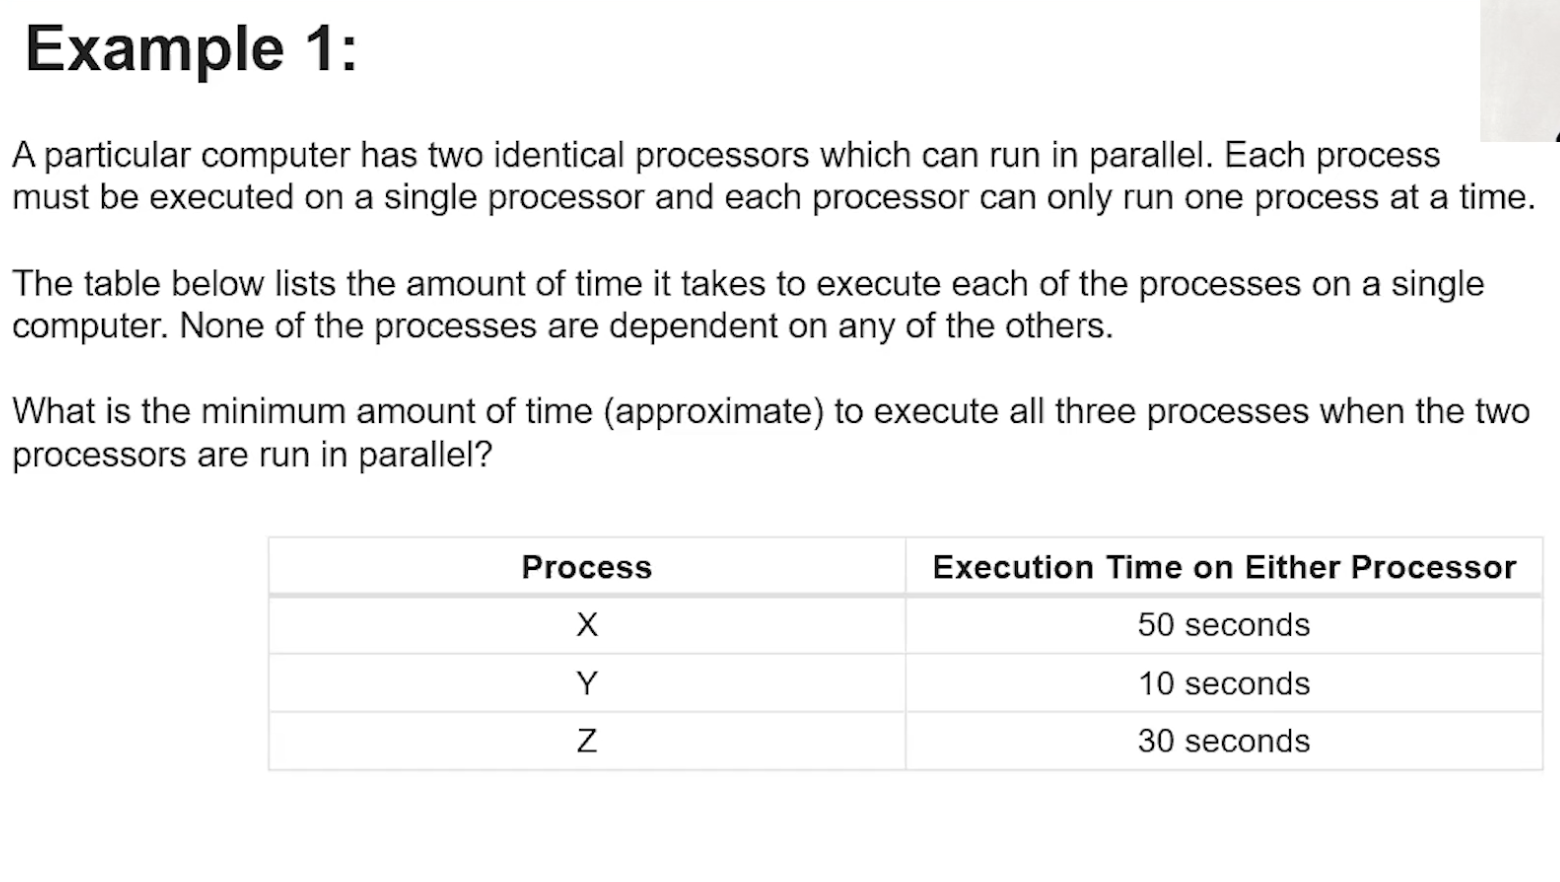 Example 1:
A particular computer has two identical processors which can run in parallel. Each process
must be executed on a single processor and each processor can only run one process at a time.
The table below lists the amount of time it takes to execute each of the processes on a single
computer. None of the processes are dependent on any of the others.
What is the minimum amount of time (approximate) to execute all three processes when the two
processors are run in parallel?
Process Execution Time on Either Processor
X 50 seconds
Y 10 seconds
Z 30 seconds